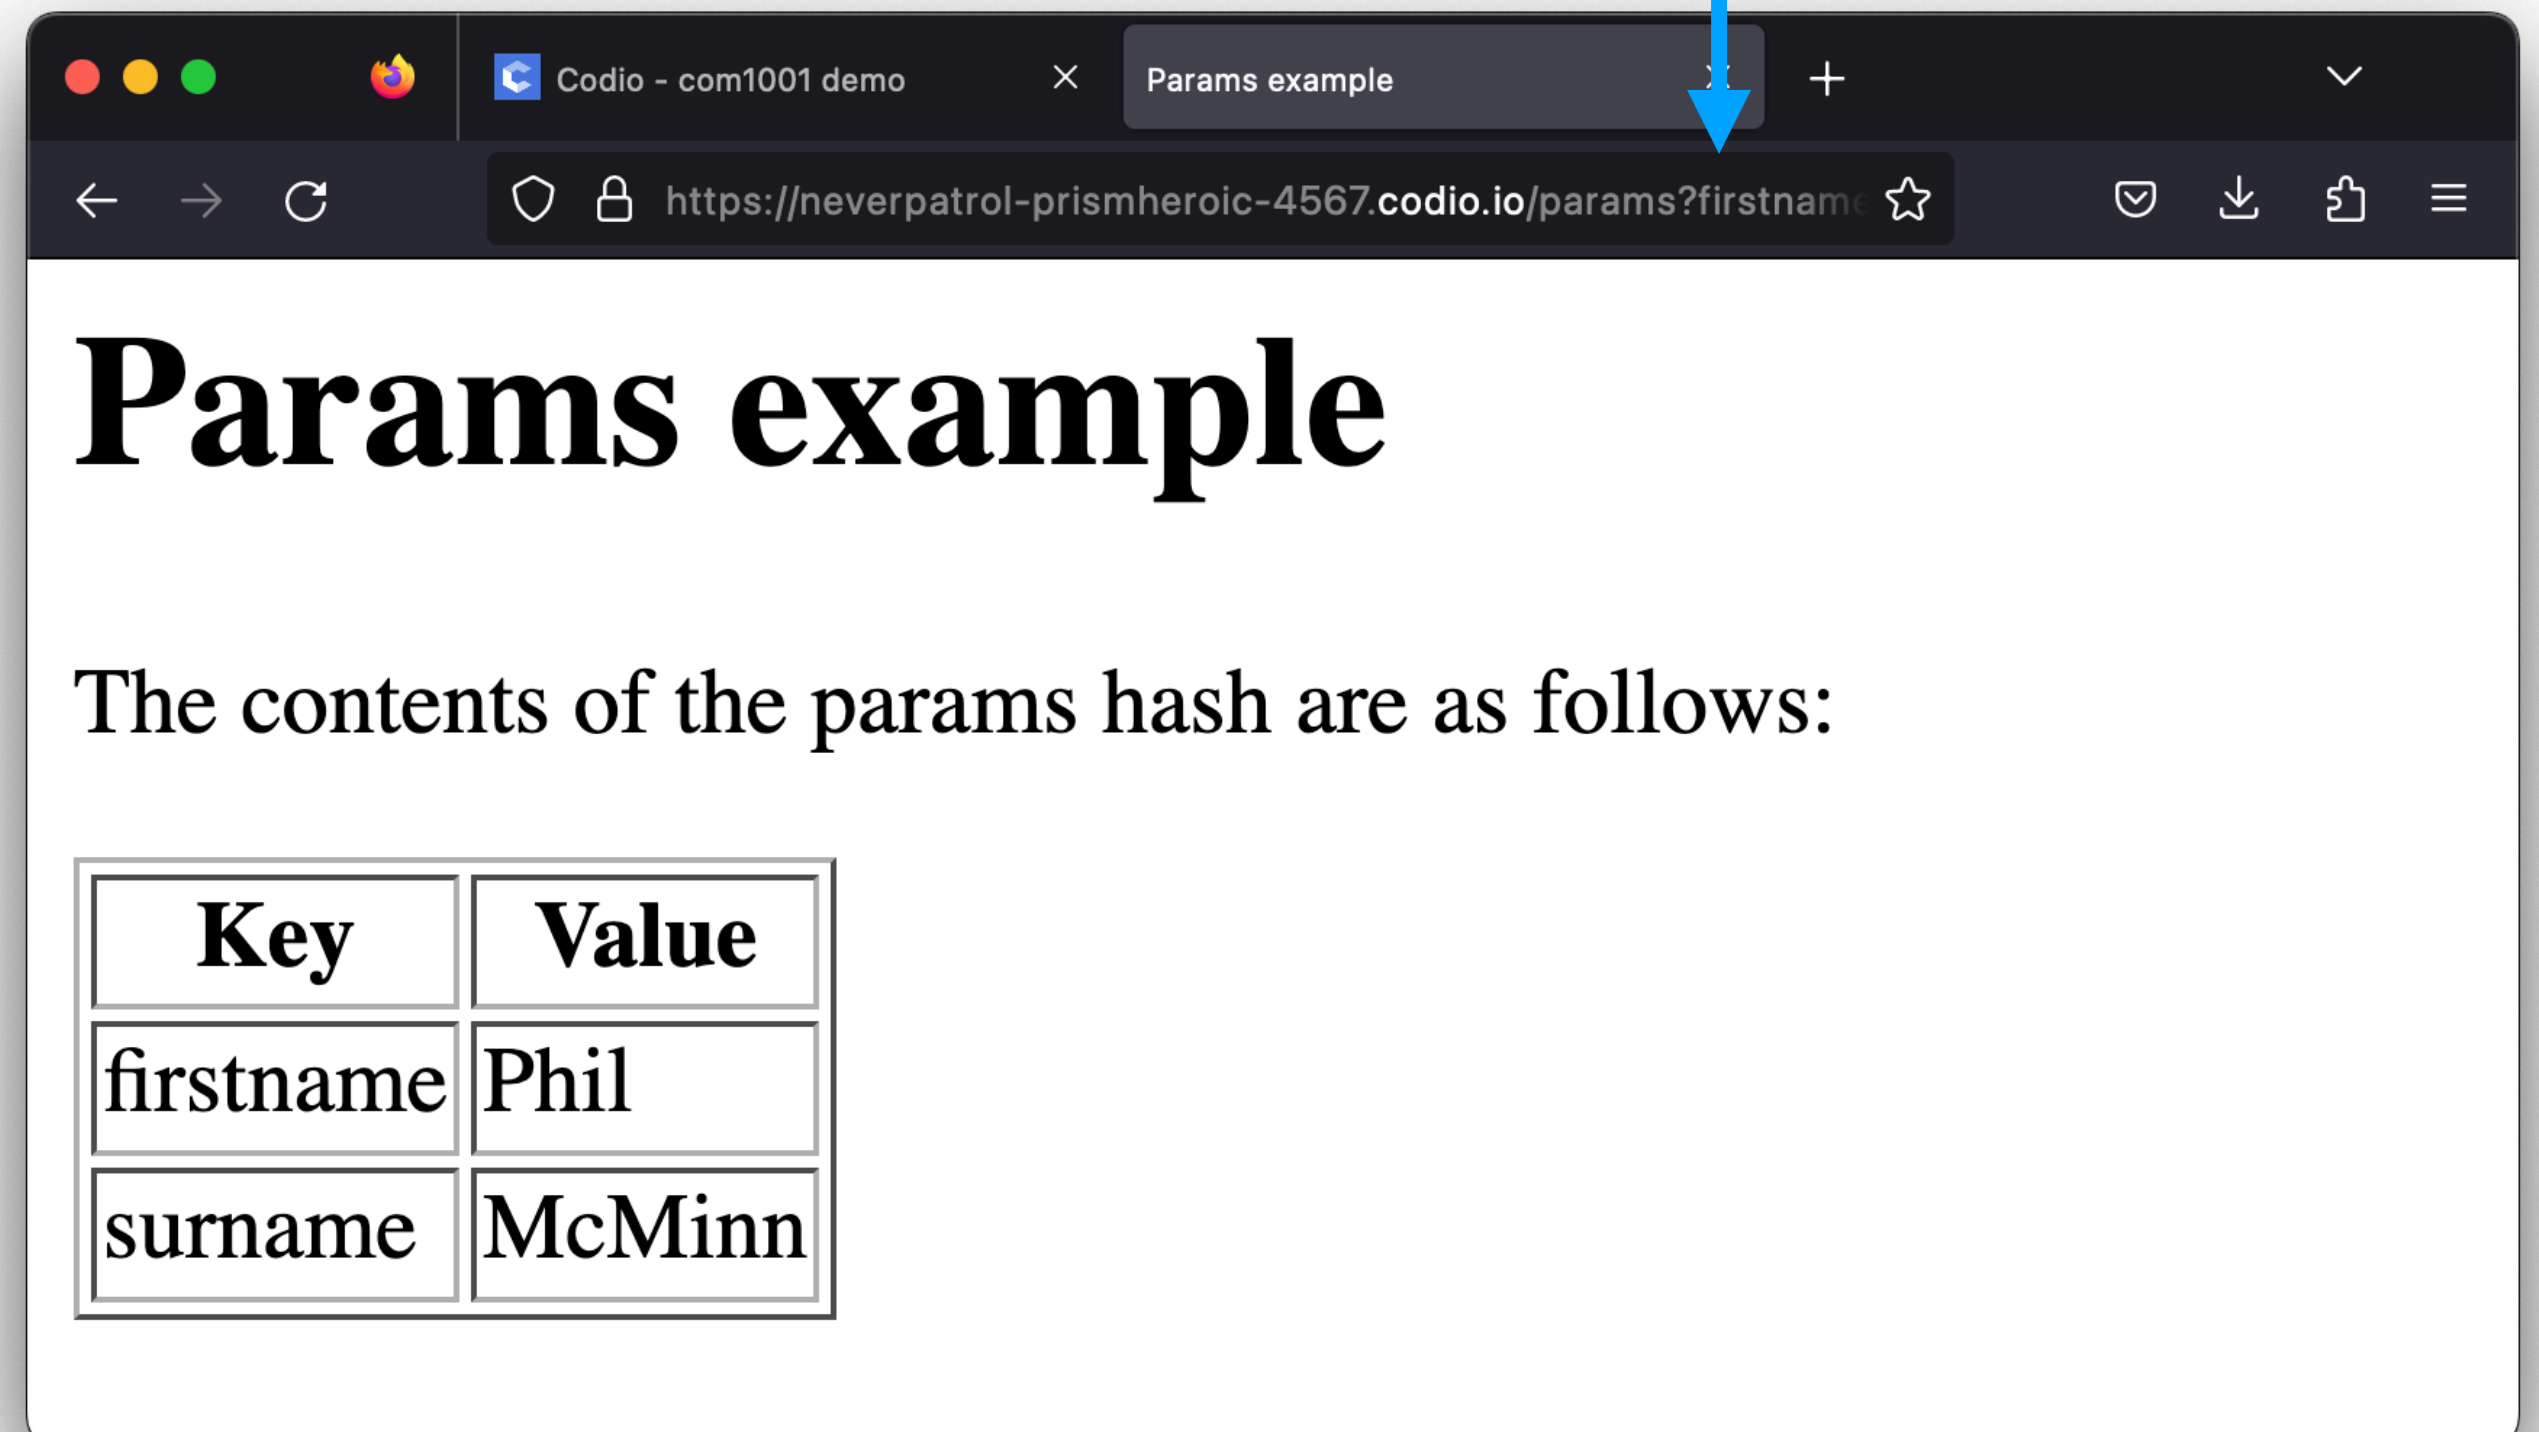 Codio - com1001 demo
Params example
https://neverpatrol-prismheroic-4567.codio.io/params?firstname
Params example
The contents of the params hash are as follows:
Key Value
firstname Phil
surname McMinn